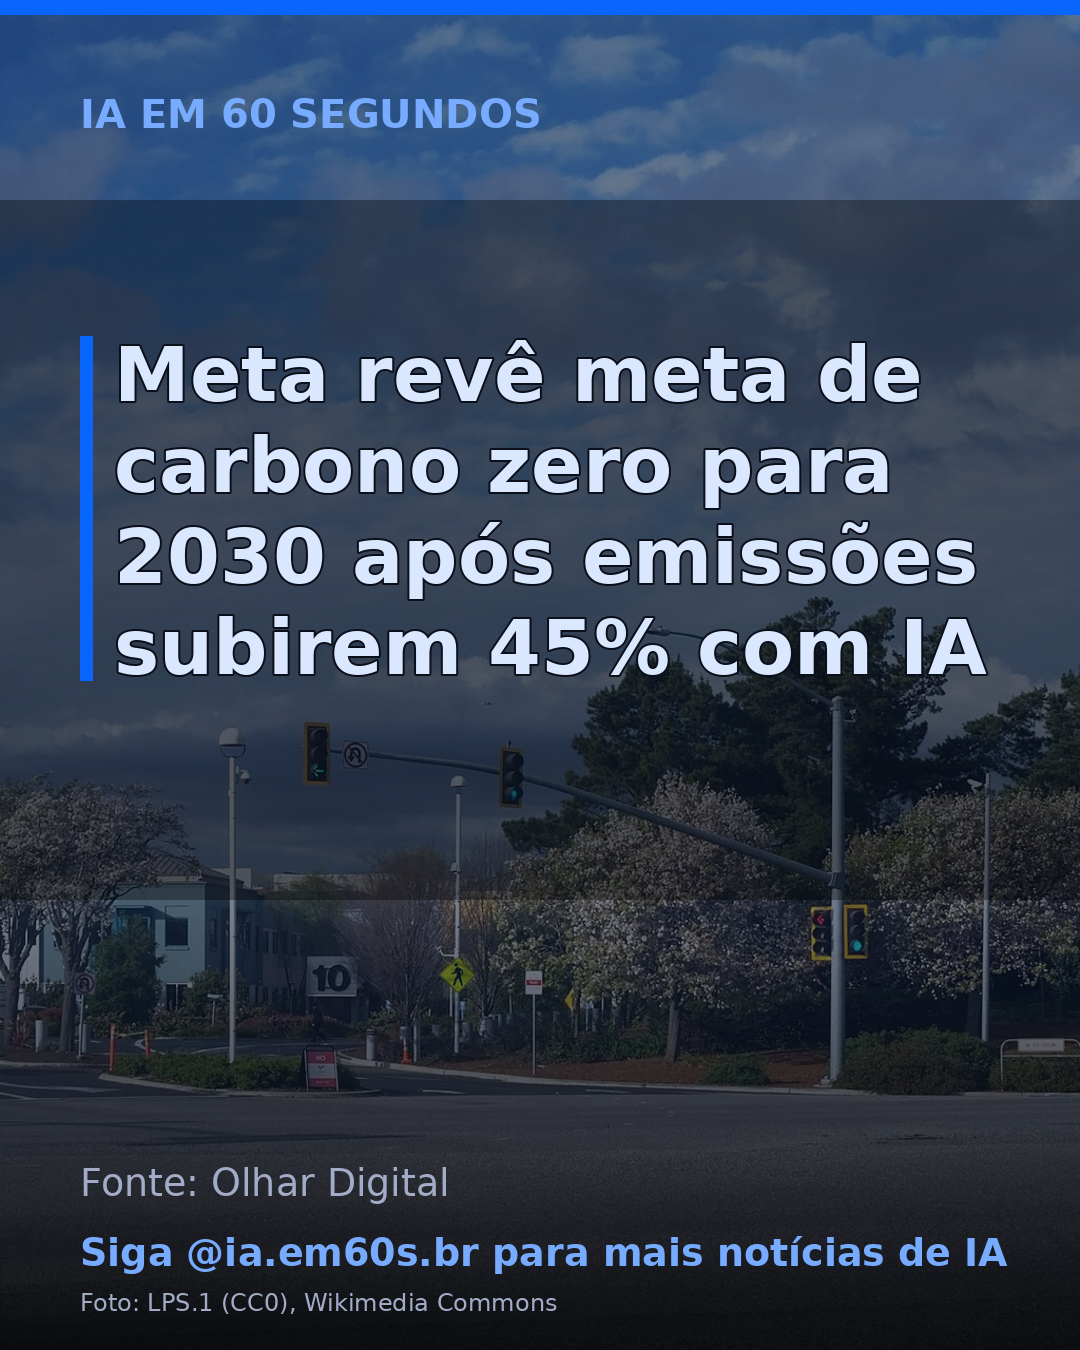 IA EM 60 SEGUNDOS
Meta revê meta de
carbono zero para
2030 após emissões
subirem 45% com IA
10
Fonte: Olhar Digital
Siga @ia.em60s.br para mais notícias de IA
Foto: LPS.1 (CC0), Wikimedia Commons